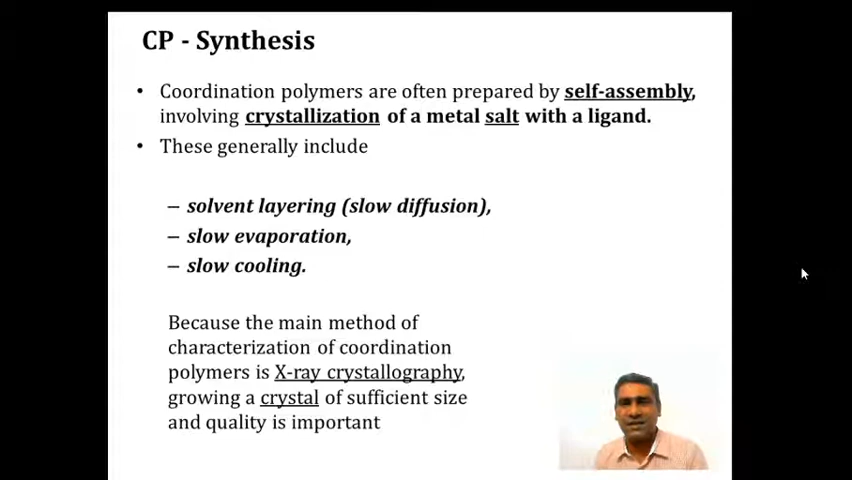 CP - Synthesis
• Coordination polymers are often prepared by self-assembly,
involving crystallization of a metal salt with a ligand.
• These generally include
– solvent layering (slow diffusion),
– slow evaporation,
– slow cooling.
Because the main method of
characterization of coordination
polymers is X-ray crystallography,
growing a crystal of sufficient size
and quality is important